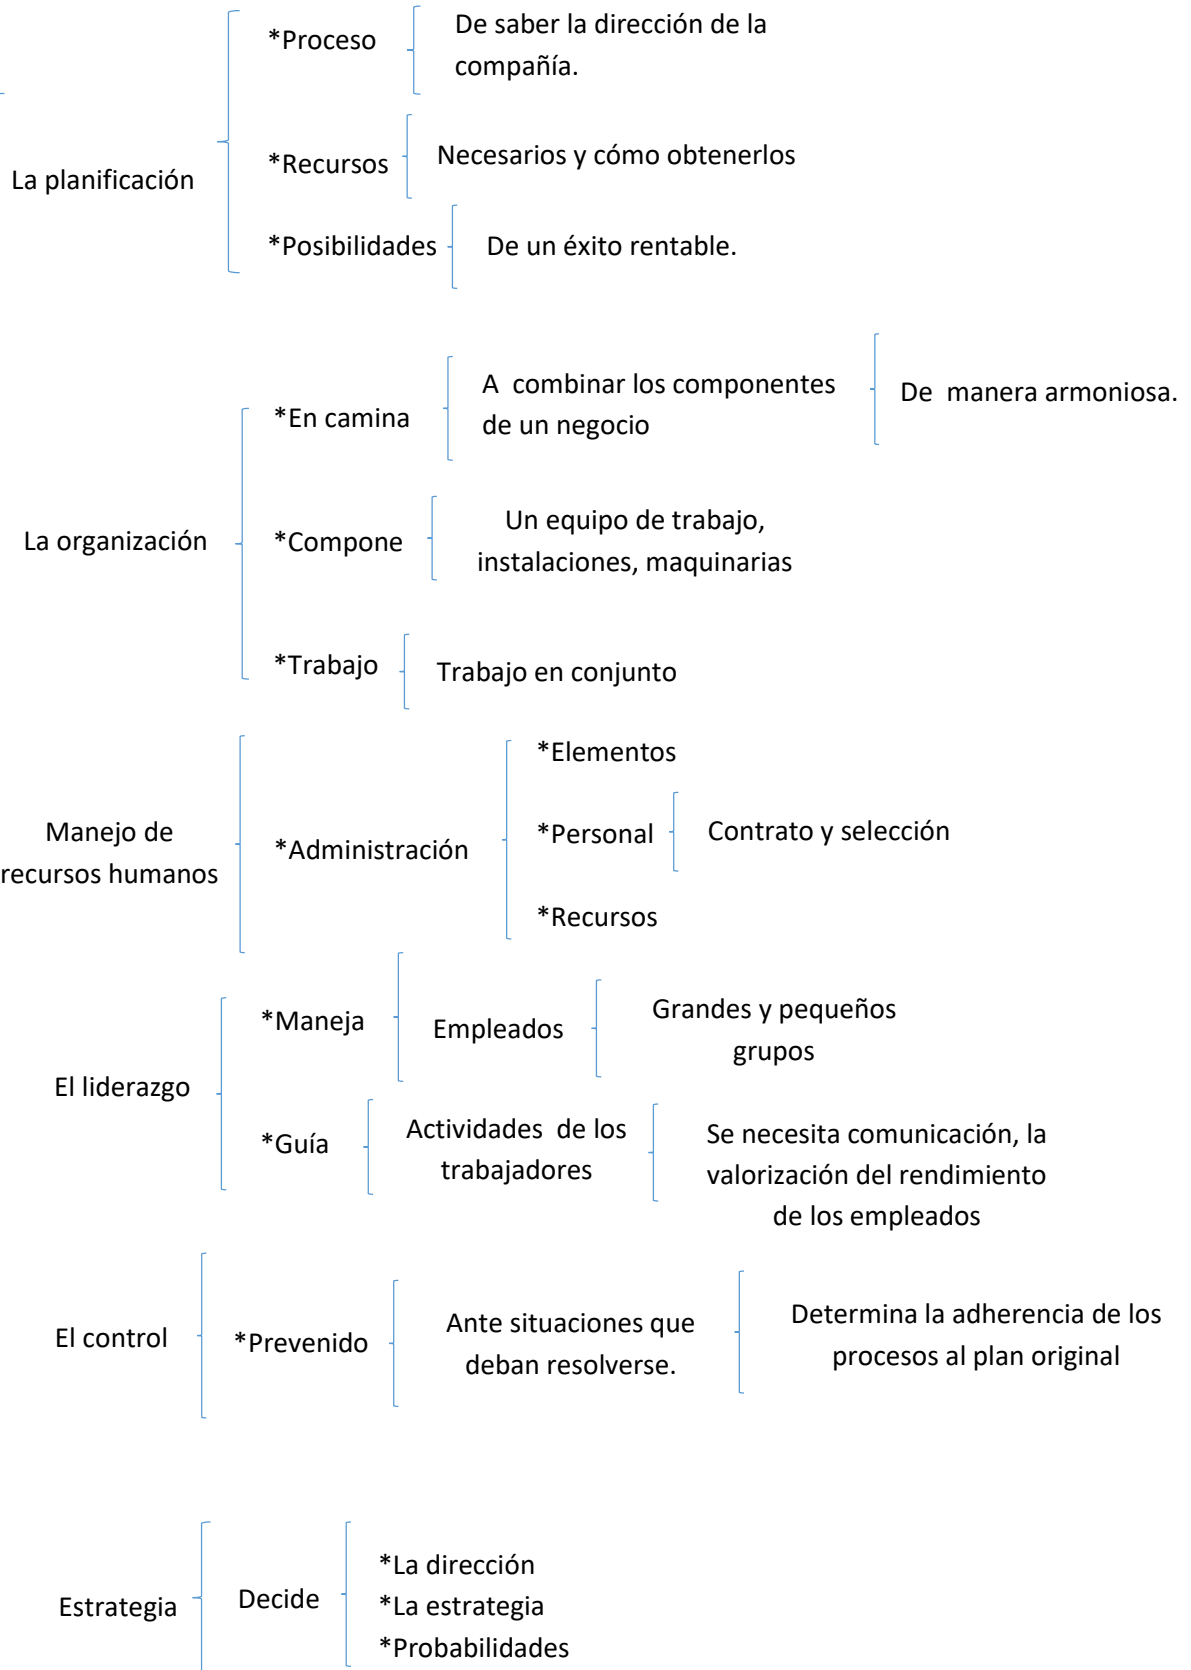 La planificación
*Proceso
De saber la dirección de la
compañía.
*Recursos
Necesarios y cómo obtenerlos
*Posibilidades
De un éxito rentable.
La organización
*En camina
A  combinar los componentes
de un negocio
De  manera armoniosa.
*Compone
Un equipo de trabajo,
instalaciones, maquinarias
*Trabajo
Trabajo en conjunto
Manejo de
recursos humanos
*Administración
*Elementos
*Personal
Contrato y selección
*Recursos
El liderazgo
*Maneja
Empleados
Grandes y pequeños
grupos
*Guía
Actividades  de los
trabajadores
Se necesita comunicación, la
valorización del rendimiento
de los empleados
El control
*Prevenido
Ante situaciones que
deban resolverse.
Determina la adherencia de los
procesos al plan original
Estrategia
Decide
*La dirección
*La estrategia
*Probabilidades